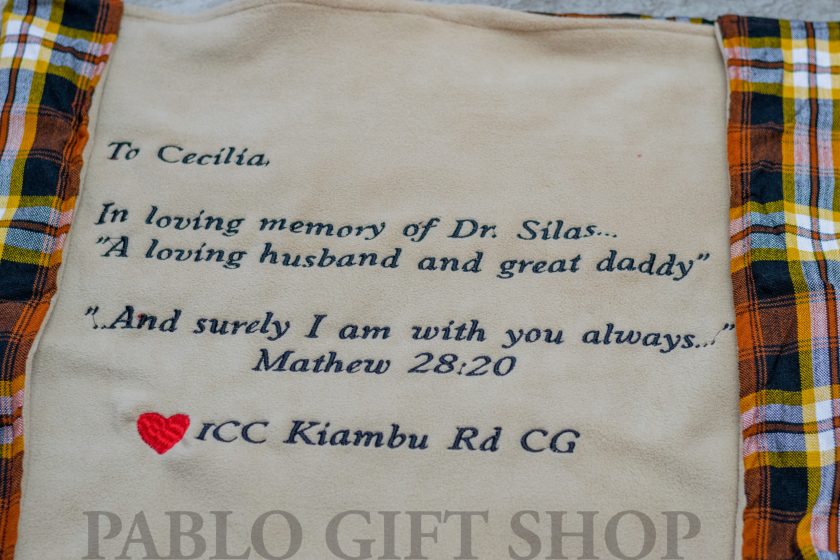 To Cecilia,
In loving memory of Dr. Silas...
"A loving husband and great daddy"
"...And surely I am with you always..."
Mathew 28:20
ICC Kiambu Rd CG
PABLO GIFT SHOP